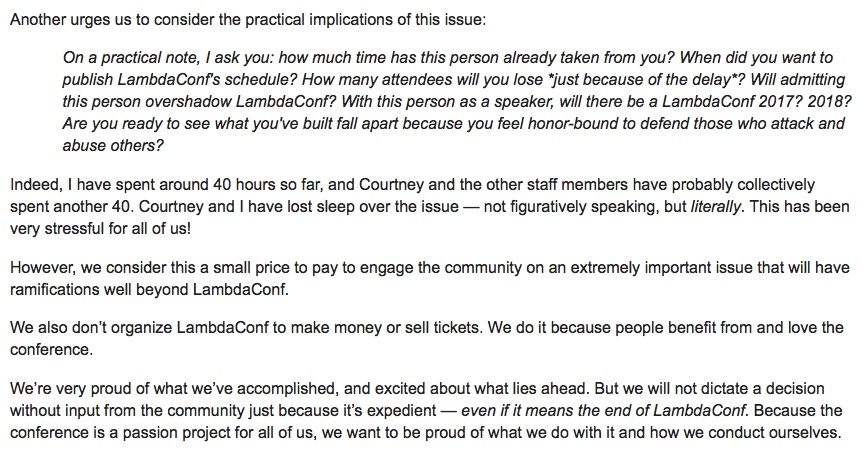 Another urges us to consider the practical implications of this issue:
On a practical note, I ask you: how much time has this person already taken from you? When did you want to
publish LambdaConf's schedule? How many attendees will you lose *just because of the delay*? Will admitting
this person overshadow LambdaConf? With this person as a speaker, will there be a LambdaConf 2017? 2018?
Are you ready to see what you've built fall apart because you feel honor-bound to defend those who attack and
abuse others?
Indeed, I have spent around 40 hours so far, and Courtney and the other staff members have probably collectively
spent another 40. Courtney and I have lost sleep over the issue — not figuratively speaking, but literally. This has been
very stressful for all of us!
However, we consider this a small price to pay to engage the community on an extremely important issue that will have
ramifications well beyond LambdaConf.
We also don't organize LambdaConf to make money or sell tickets. We do it because people benefit from and love the
conference.
We're very proud of what we've accomplished, and excited about what lies ahead. But we will not dictate a decision
without input from the community just because it's expedient — even if it means the end of LambdaConf. Because the
conference is a passion project for all of us, we want to be proud of what we do with it and how we conduct ourselves.